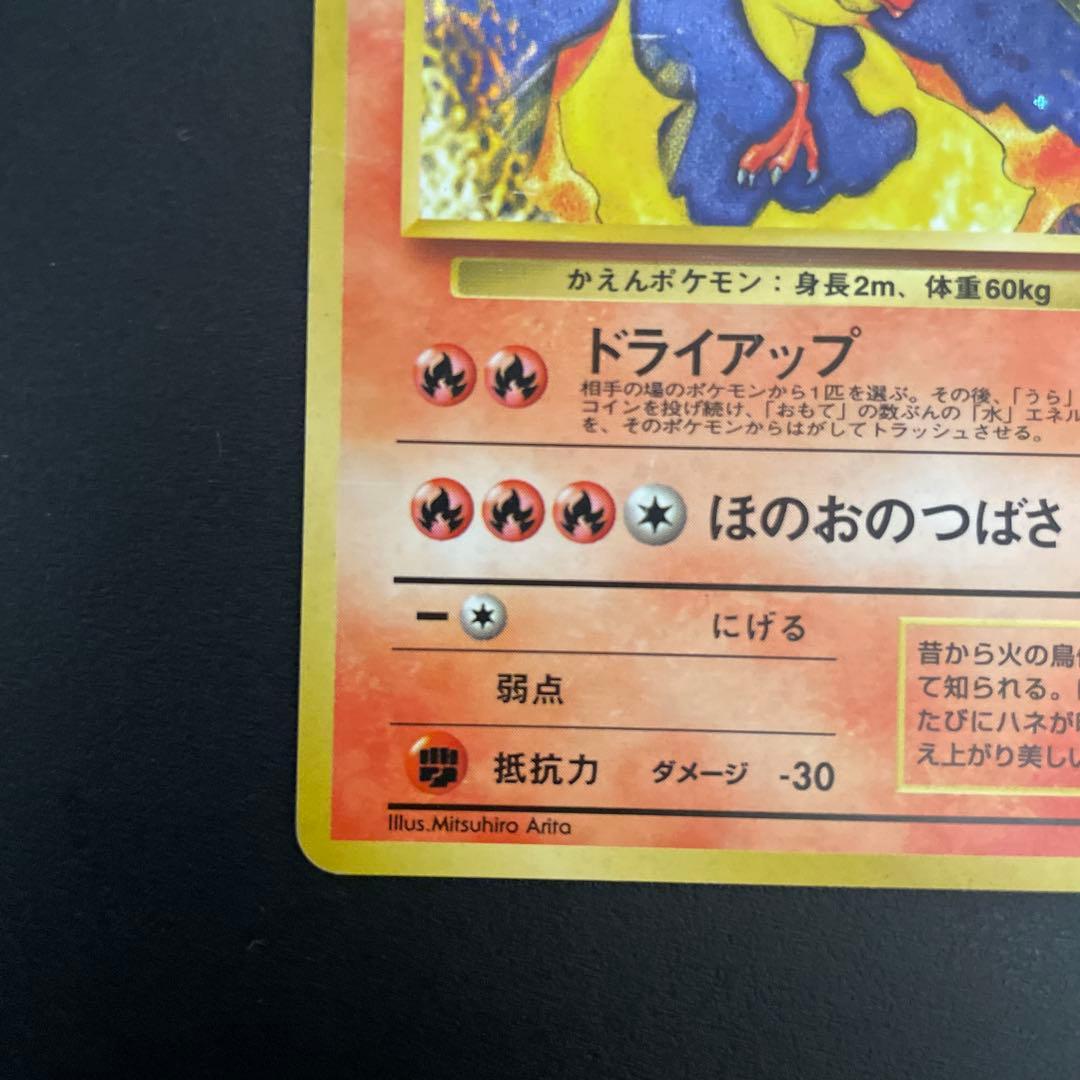 かえんポケモン：身長2m、体重60kg
ドライアップ
相手の場のポケモンから1匹を選ぶ。その後、「うら」
コインを投げ続け、「おもて」の数ぶんの「水」エネル
を、そのポケモンからはがしてトラッシュさせる。
ほのおのつばさ
にげる
弱点
抵抗力 ダメージ -30
昔から火の鳥
て知られる。
たびにハネが
え上がり美しい
Illus.Mitsuhiro Arita